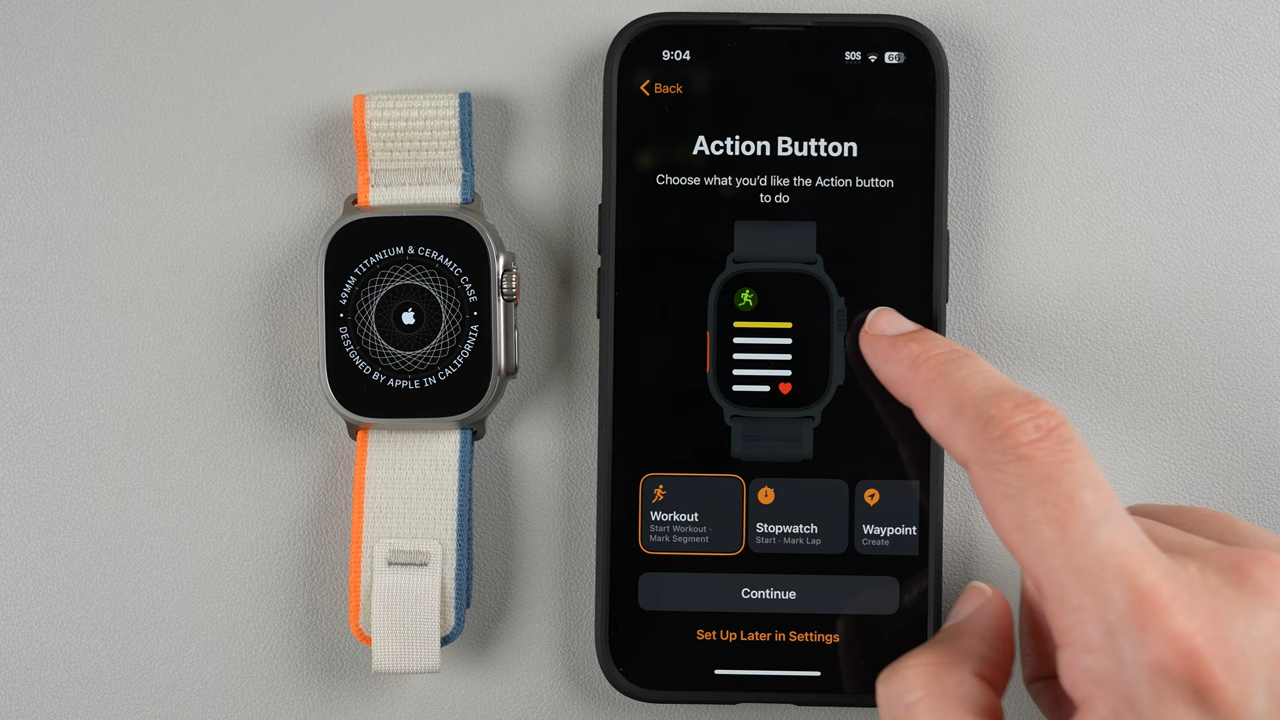 49MM TITANIUM & CERAMIC CASE
DESIGNED BY APPLE IN CALIFORNIA
9:04
SOS
66
Back
Action Button
Choose what you'd like the Action button
to do
Workout
Start Workout ·
Mark Segment
Stopwatch
Start · Mark Lap
Waypoint
Create
Continue
Set Up Later in Settings